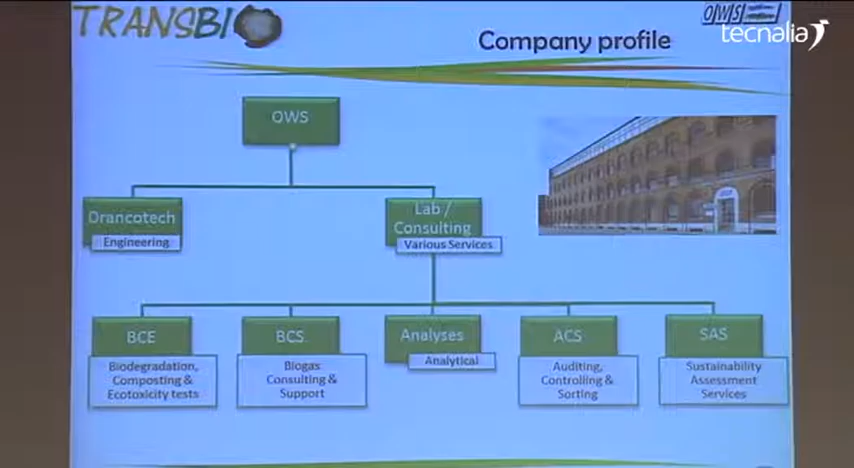 TRANSBIO
OWS
tecnalia
Company profile
OWS
Drancotech
Engineering
Lab /
Consulting
Various Services
BCE
Biodegradation,
Composting &
Ecotoxicity tests
BCS
Biogas
Consulting &
Support
Analyses
Analytical
ACS
Auditing,
Controlling &
Sorting
SAS
Sustainability
Assessment
Services